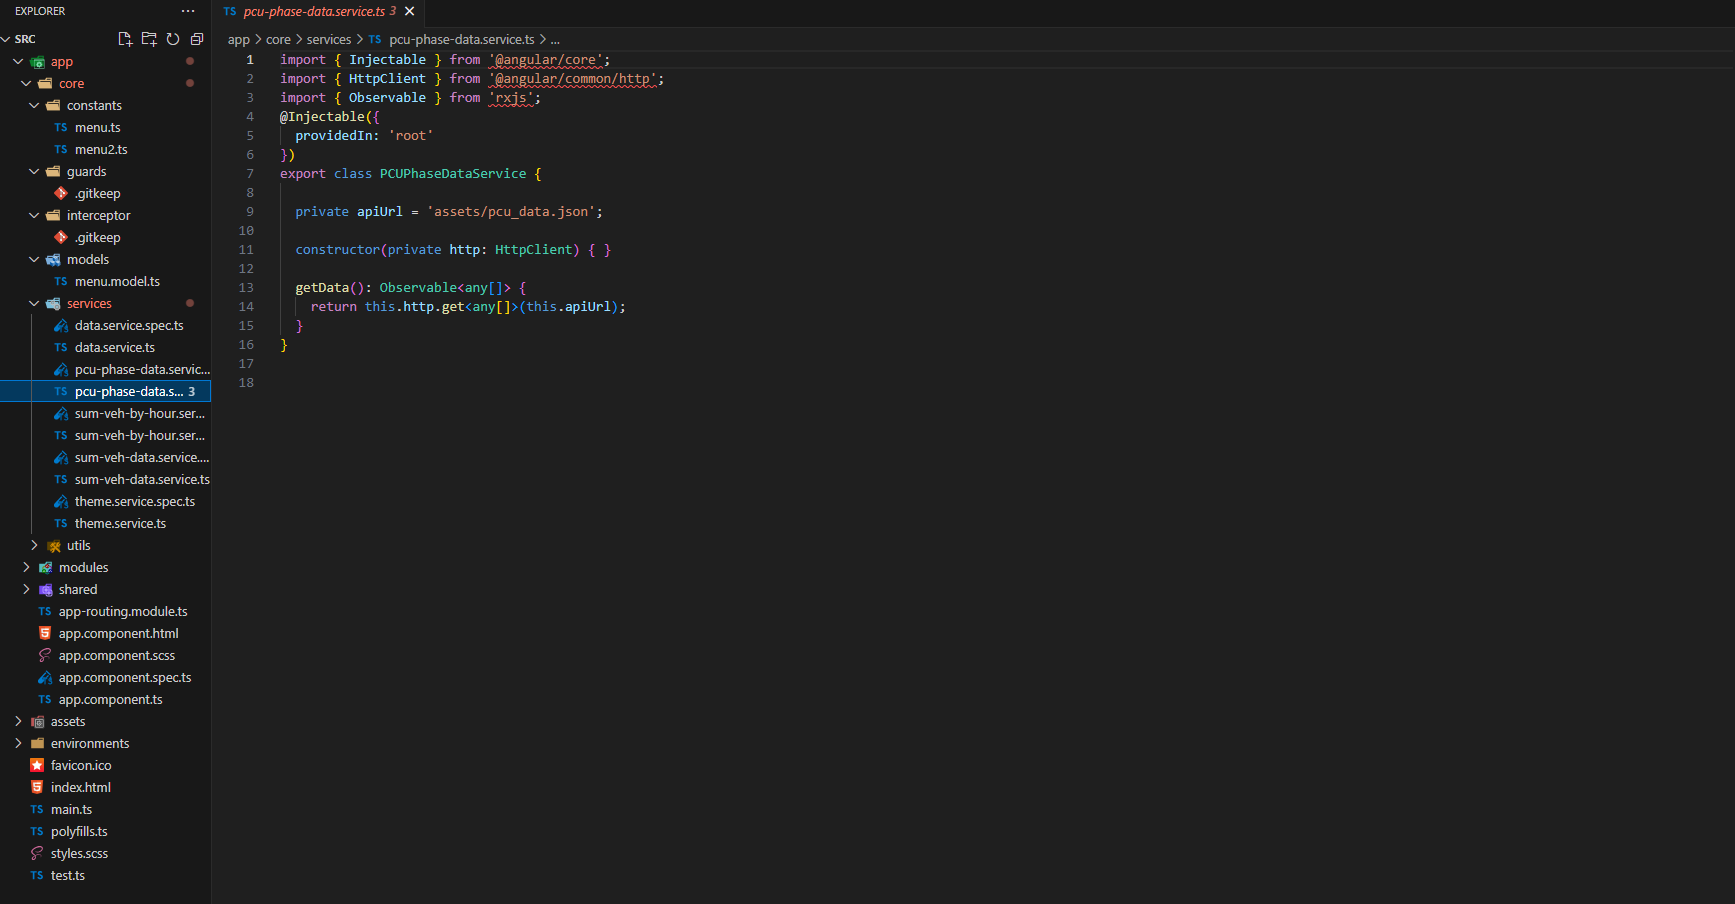 EXPLORER
SRC
app
core
constants
menu.ts
menu2.ts
guards
.gitkeep
interceptor
.gitkeep
models
menu.model.ts
services
data.service.spec.ts
data.service.ts
pcu-phase-data.servic...
pcu-phase-data.s... 3
sum-veh-by-hour.ser...
sum-veh-by-hour.ser...
sum-veh-data.service....
sum-veh-data.service.ts
theme.service.spec.ts
theme.service.ts
utils
modules
shared
app-routing.module.ts
app.component.html
app.component.scss
app.component.spec.ts
app.component.ts
assets
environments
favicon.ico
index.html
main.ts
polyfills.ts
styles.scss
test.ts
TS pcu-phase-data.service.ts 3
app > core > services > TS pcu-phase-data.service.ts > ...
1 import { Injectable } from '@angular/core';
2 import { HttpClient } from '@angular/common/http';
3 import { Observable } from 'rxjs';
4 @Injectable({
5 providedIn: 'root'
6 })
7 export class PCUPhaseDataService {
8
9 private apiUrl = 'assets/pcu_data.json';
10
11 constructor(private http: HttpClient) { }
12
13 getData(): Observable<any[]> {
14 return this.http.get<any[]>(this.apiUrl);
15 }
16 }
17
18